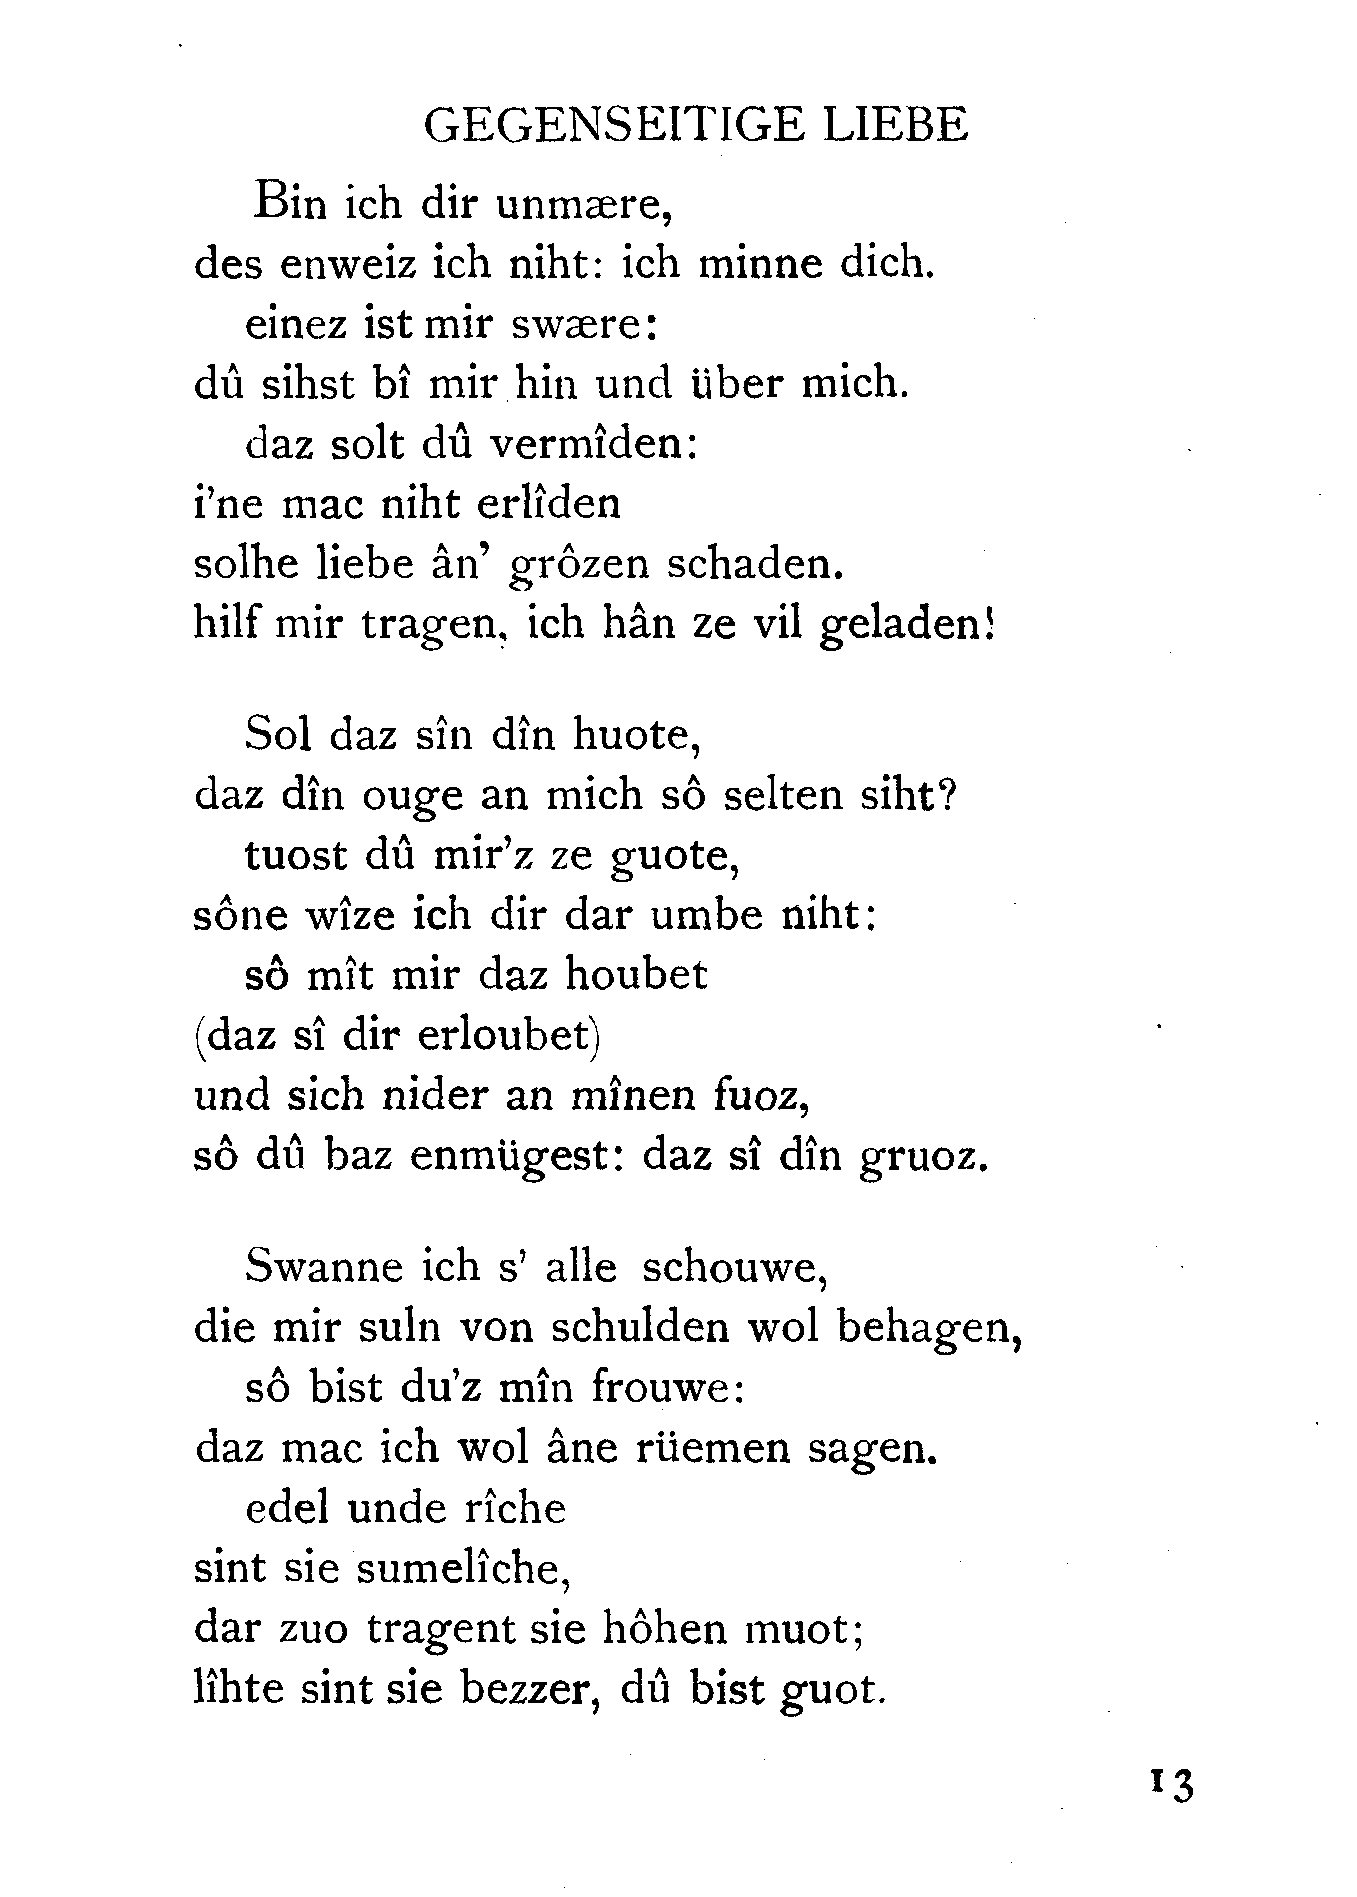 GEGENSEITIGE LIEBE
Bin ich dir unmære,
des enweiz ich niht: ich minne dich.
einez ist mir swære:
dû sihst bî mir hin und über mich.
daz solt dû vermîden:
i’ne mac niht erlîden
solhe liebe ân’ grôzen schaden.
hilf mir tragen, ich hân ze vil geladen!
Sol daz sîn dîn huote,
daz dîn ouge an mich sô selten siht?
tuost dû mir’z ze guote,
sône wîze ich dir dar umbe niht:
sô mît mir daz houbet
(daz sî dir erloubet)
und sich nider an mînen fuoz,
sô dû baz enmügest: daz sî dîn gruoz.
Swanne ich s’ alle schouwe,
die mir suln von schulden wol behagen,
sô bist du’z mîn frouwe:
daz mac ich wol âne rüemen sagen.
edel unde rîche
sint sie sumelîche,
dar zuo tragent sie hôhen muot;
lîhte sint sie bezzer, dû bist guot.
13